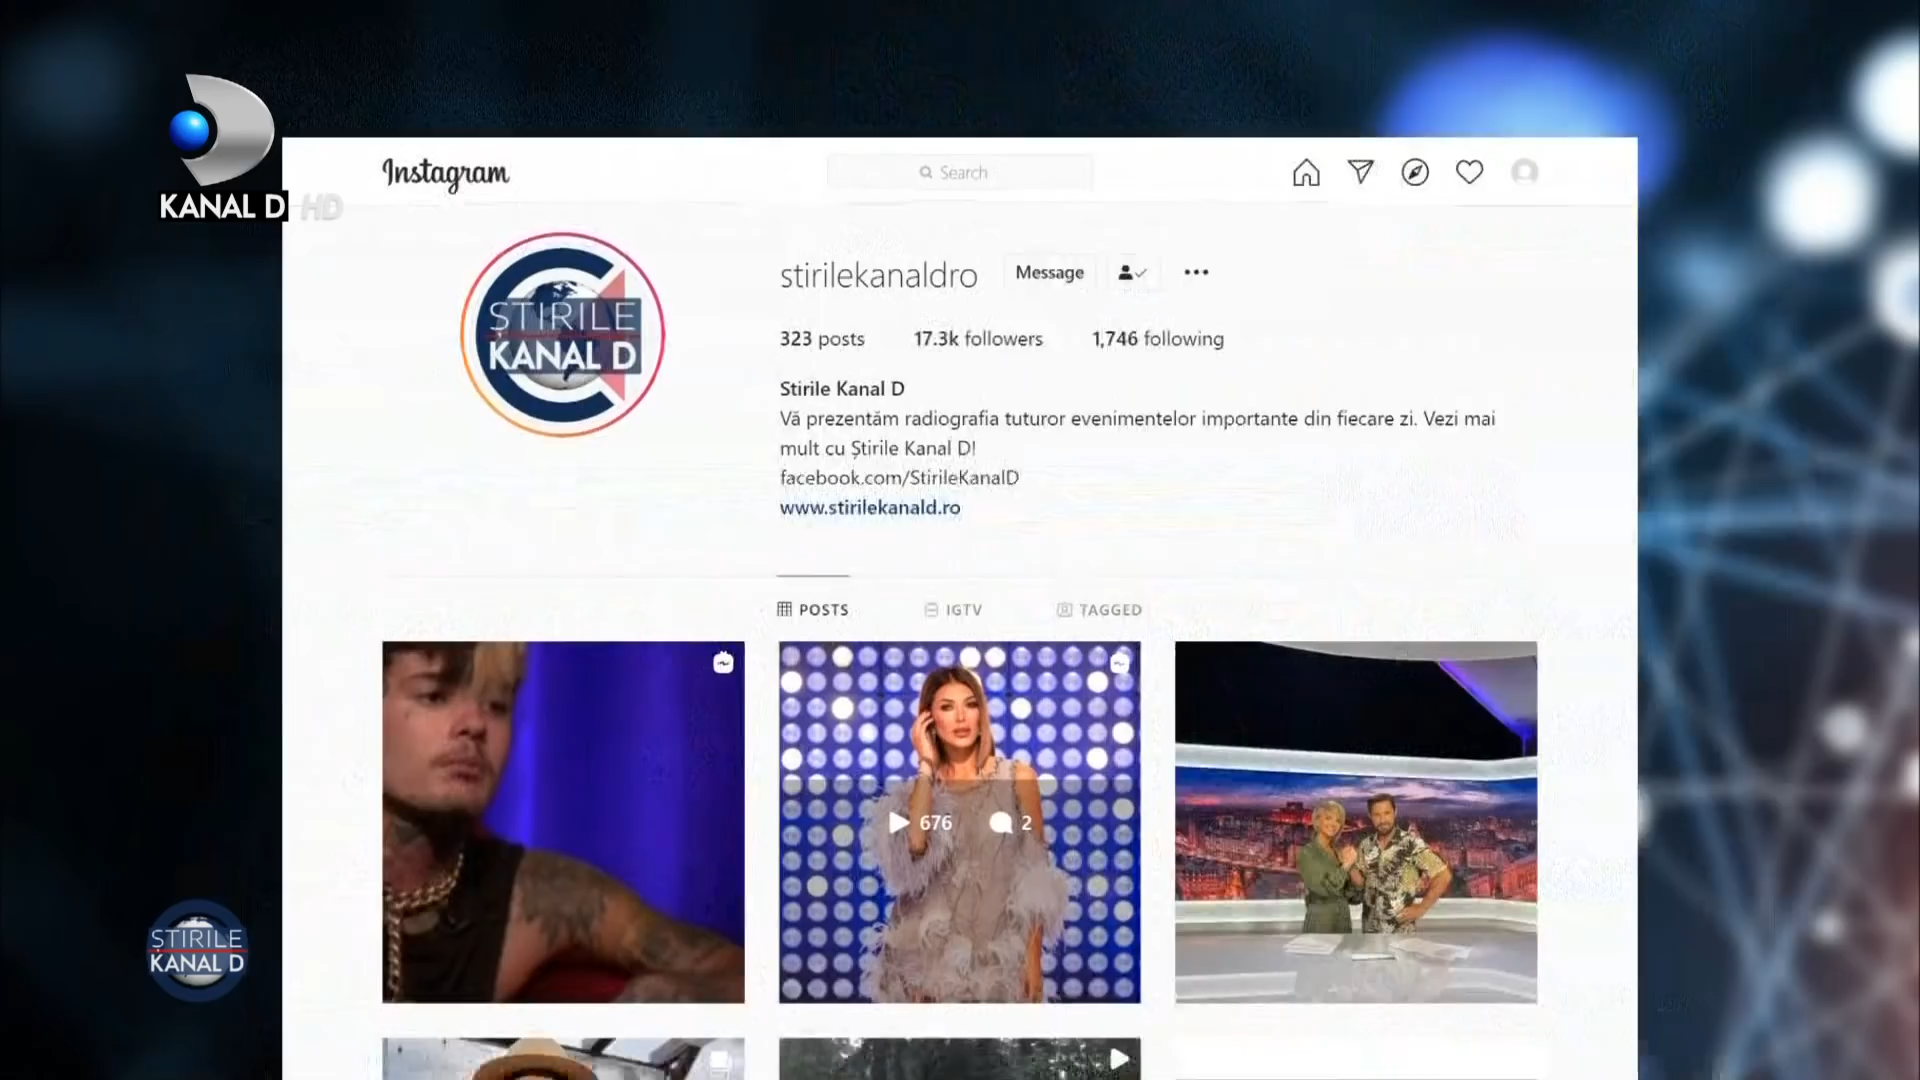 KANAL D HD
Instagram
Search
STIRILE
KANAL D
stirilekanaldro
Message
323 posts 17.3k followers 1,746 following
Stirile Kanal D
Vă prezentăm radiografia tuturor evenimentelor importante din fiecare zi. Vezi mai
mult cu Știrile Kanal D!
facebook.com/StirileKanalD
www.stirilekanald.ro
POSTS IGTV TAGGED
676 2
ȘTIRILE
KANAL D